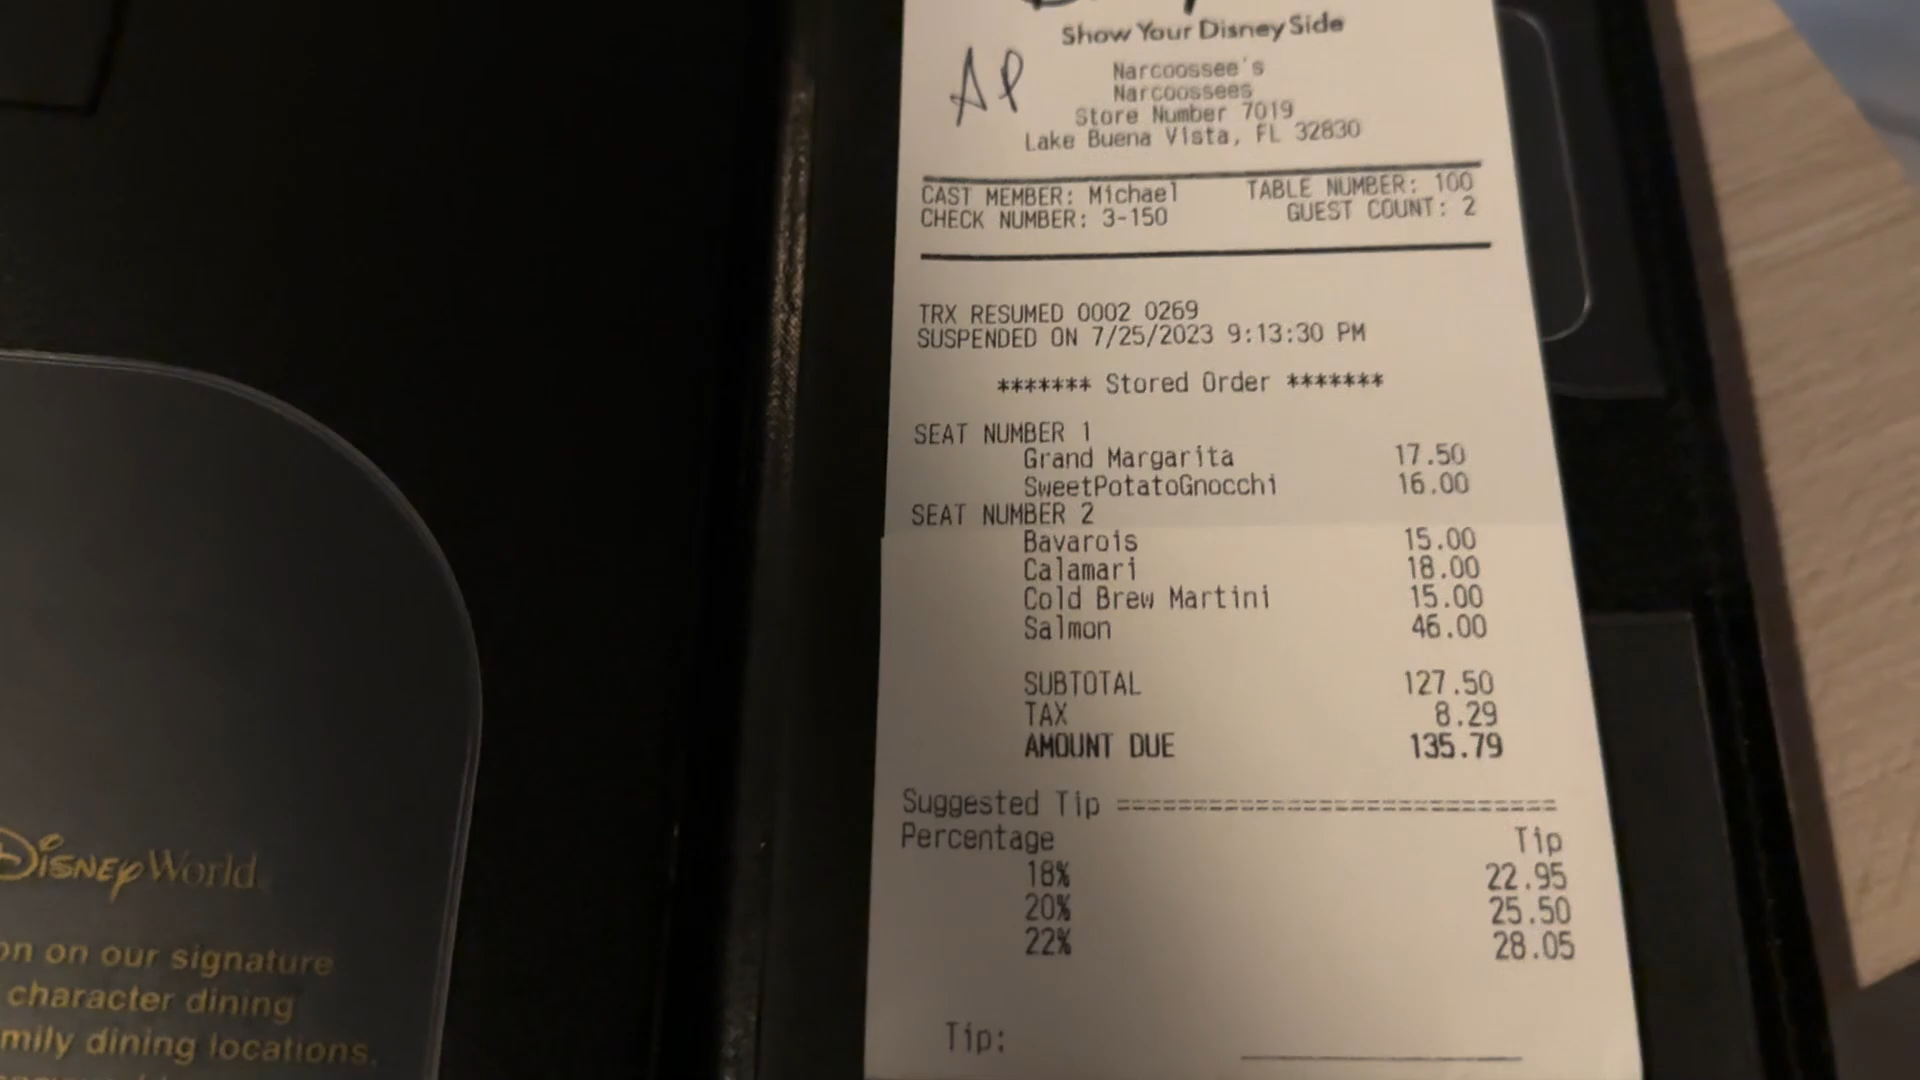 Show Your Disney Side
AP
Narcoossee's
Narcoossees
Store Number 7019
Lake Buena Vista, FL 32830
CAST MEMBER: Michael TABLE NUMBER: 100
CHECK NUMBER: 3-150 GUEST COUNT: 2
TRX RESUMED 0002 0269
SUSPENDED ON 7/25/2023 9:13:30 PM
******* Stored Order *******
SEAT NUMBER 1
Grand Margarita 17.50
SweetPotatoGnocchi 16.00
SEAT NUMBER 2
Bavarois 15.00
Calamari 18.00
Cold Brew Martini 15.00
Salmon 46.00
SUBTOTAL 127.50
TAX 8.29
AMOUNT DUE 135.79
Suggested Tip ============================
Percentage Tip
18% 22.95
20% 25.50
22% 28.05
Tip:
Disney World
on our signature
character dining
dining locations.